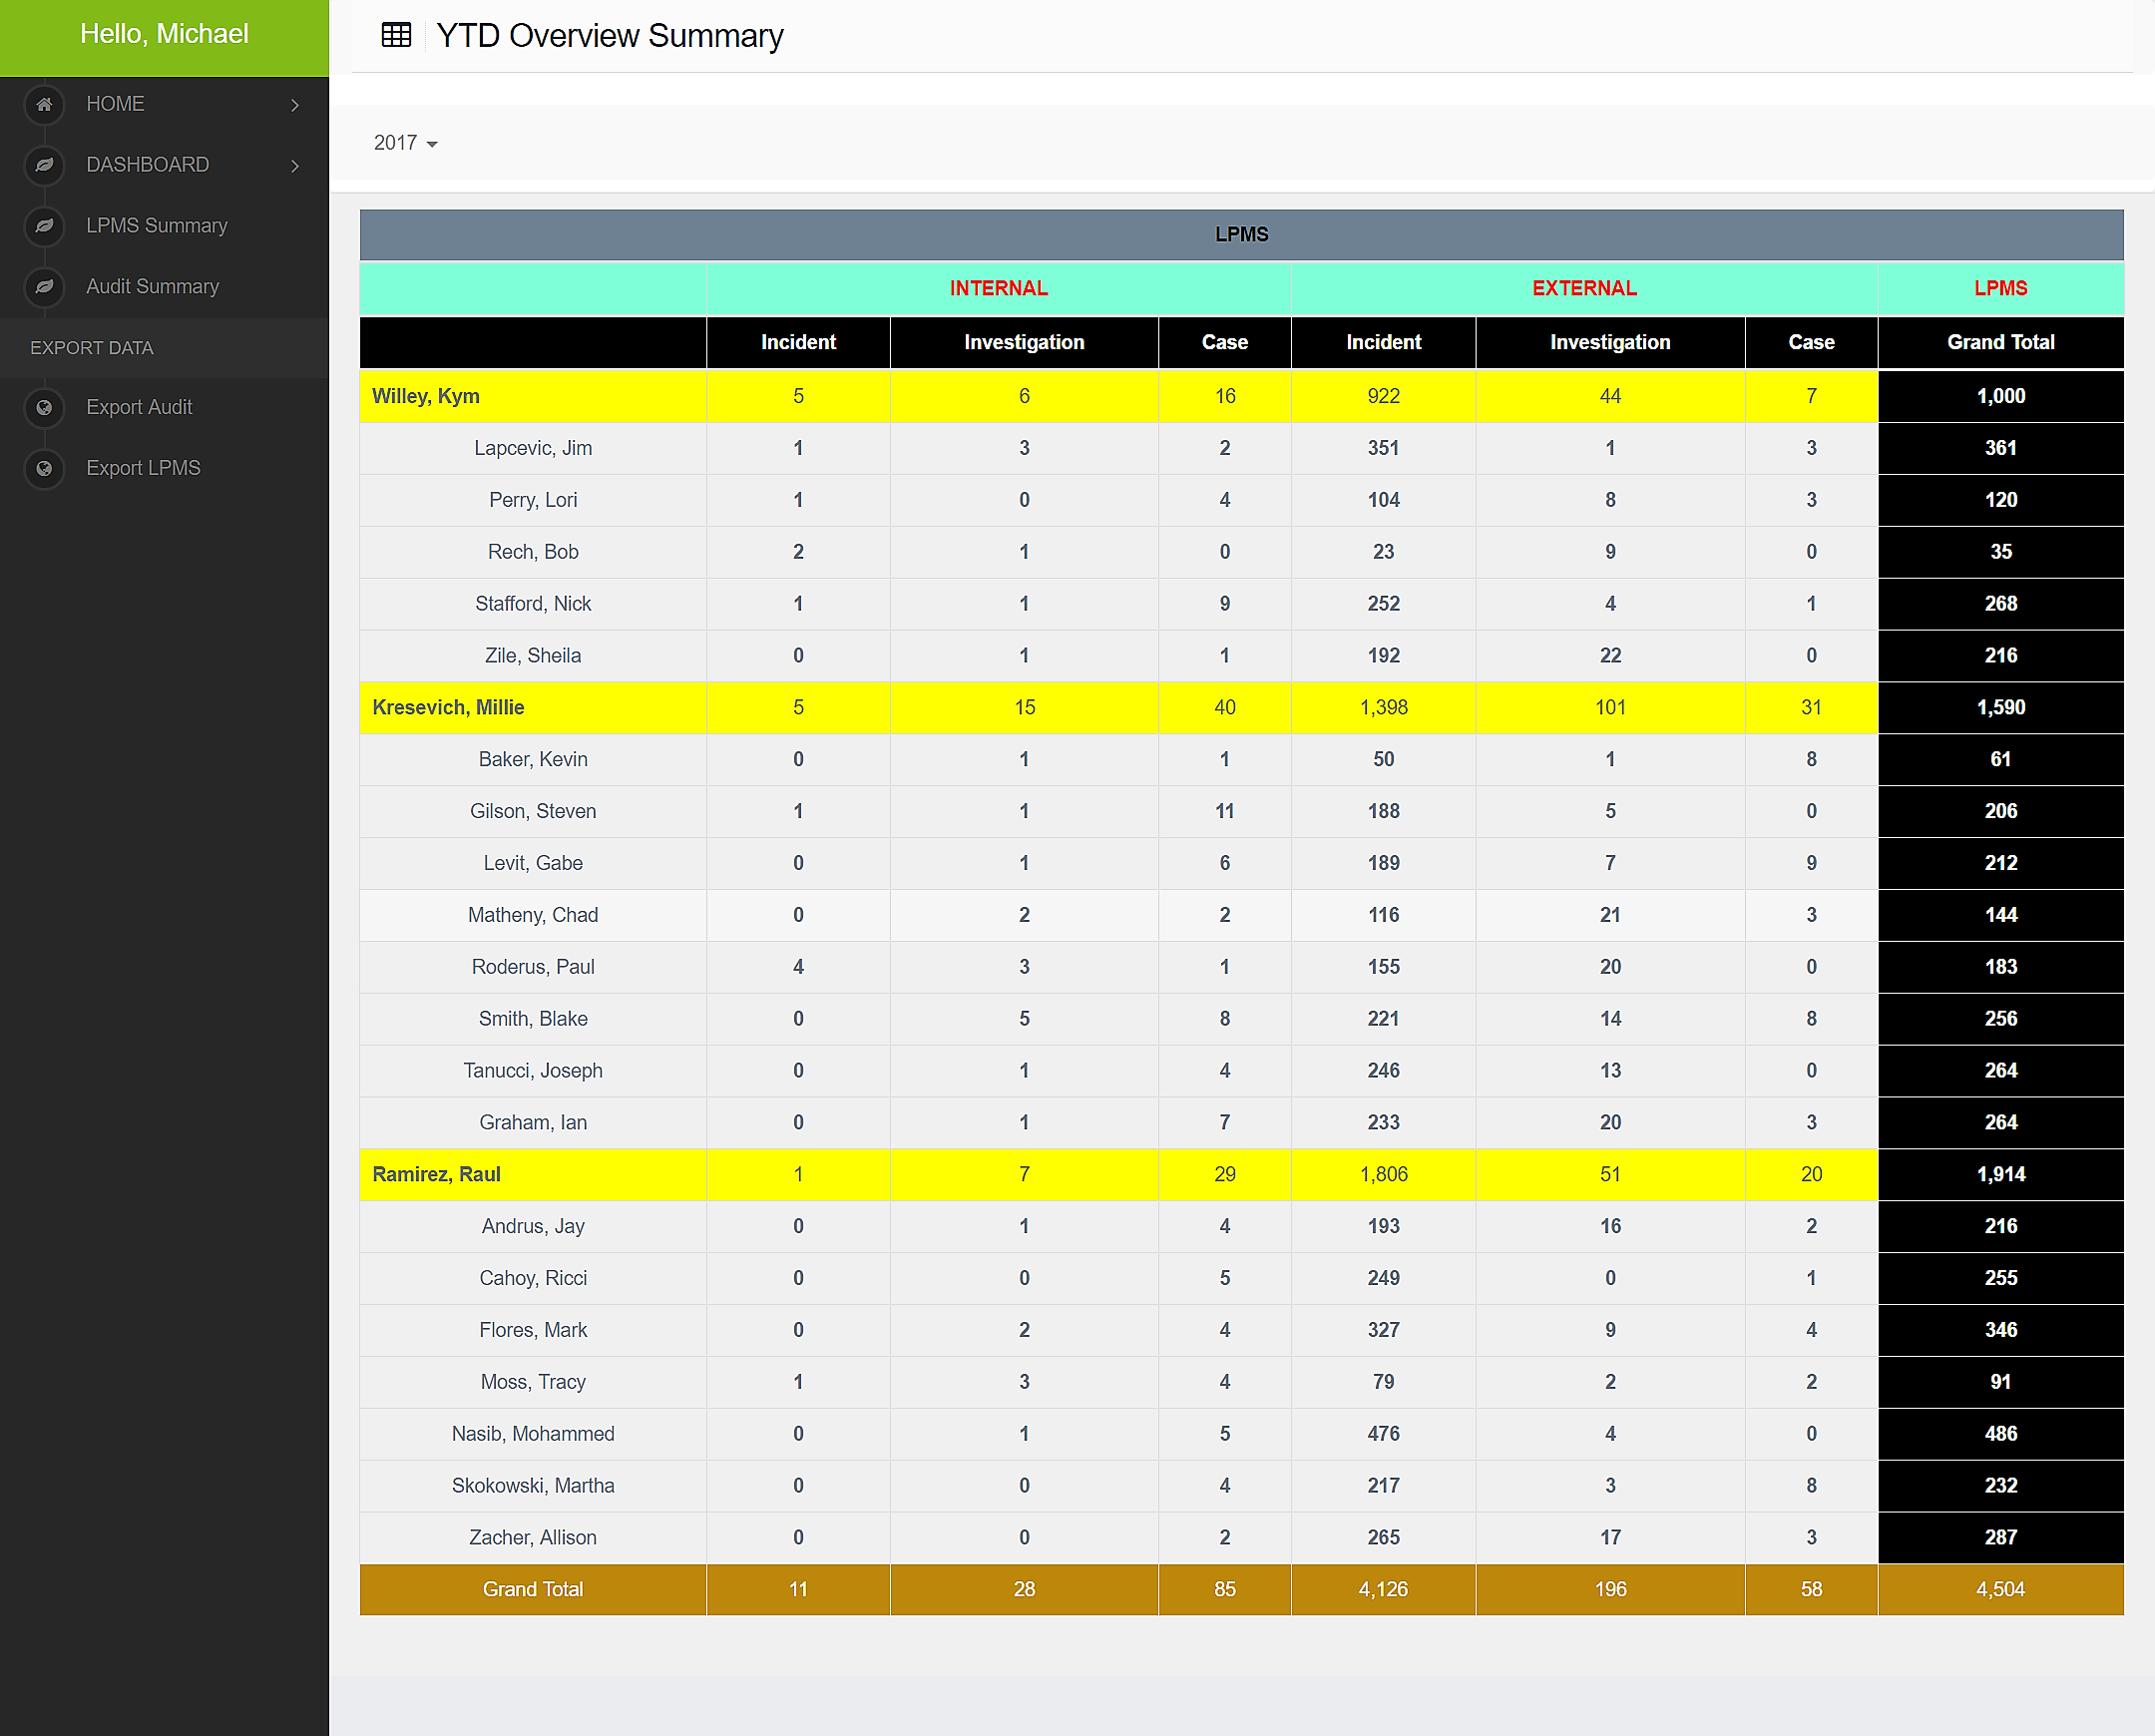 Hello, Michael
HOME
DASHBOARD
LPMS Summary
Audit Summary
EXPORT DATA
Export Audit
Export LPMS
YTD Overview Summary
2017
LPMS
INTERNAL EXTERNAL LPMS
Incident Investigation Case Incident Investigation Case Grand Total
Willey, Kym 5 6 16 922 44 7 1,000
Lapcevic, Jim 1 3 2 351 1 3 361
Perry, Lori 1 0 4 104 8 3 120
Rech, Bob 2 1 0 23 9 0 35
Stafford, Nick 1 1 9 252 4 1 268
Zile, Sheila 0 1 1 192 22 0 216
Kresevich, Millie 5 15 40 1,398 101 31 1,590
Baker, Kevin 0 1 1 50 1 8 61
Gilson, Steven 1 1 11 188 5 0 206
Levit, Gabe 0 1 6 189 7 9 212
Matheny, Chad 0 2 2 116 21 3 144
Roderus, Paul 4 3 1 155 20 0 183
Smith, Blake 0 5 8 221 14 8 256
Tanucci, Joseph 0 1 4 246 13 0 264
Graham, Ian 0 1 7 233 20 3 264
Ramirez, Raul 1 7 29 1,806 51 20 1,914
Andrus, Jay 0 1 4 193 16 2 216
Cahoy, Ricci 0 0 5 249 0 1 255
Flores, Mark 0 2 4 327 9 4 346
Moss, Tracy 1 3 4 79 2 2 91
Nasib, Mohammed 0 1 5 476 4 0 486
Skokowski, Martha 0 0 4 217 3 8 232
Zacher, Allison 0 0 2 265 17 3 287
Grand Total 11 28 85 4,126 196 58 4,504